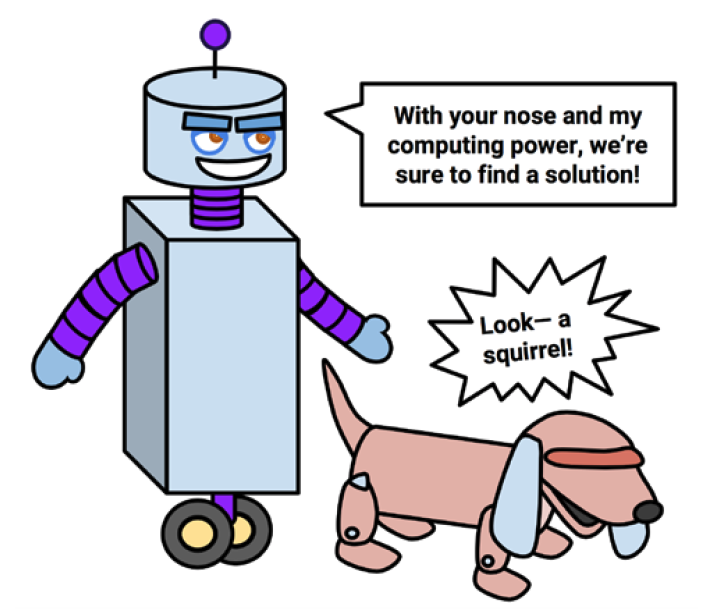 With your nose and my
computing power, we’re
sure to find a solution!
Look— a
squirrel!